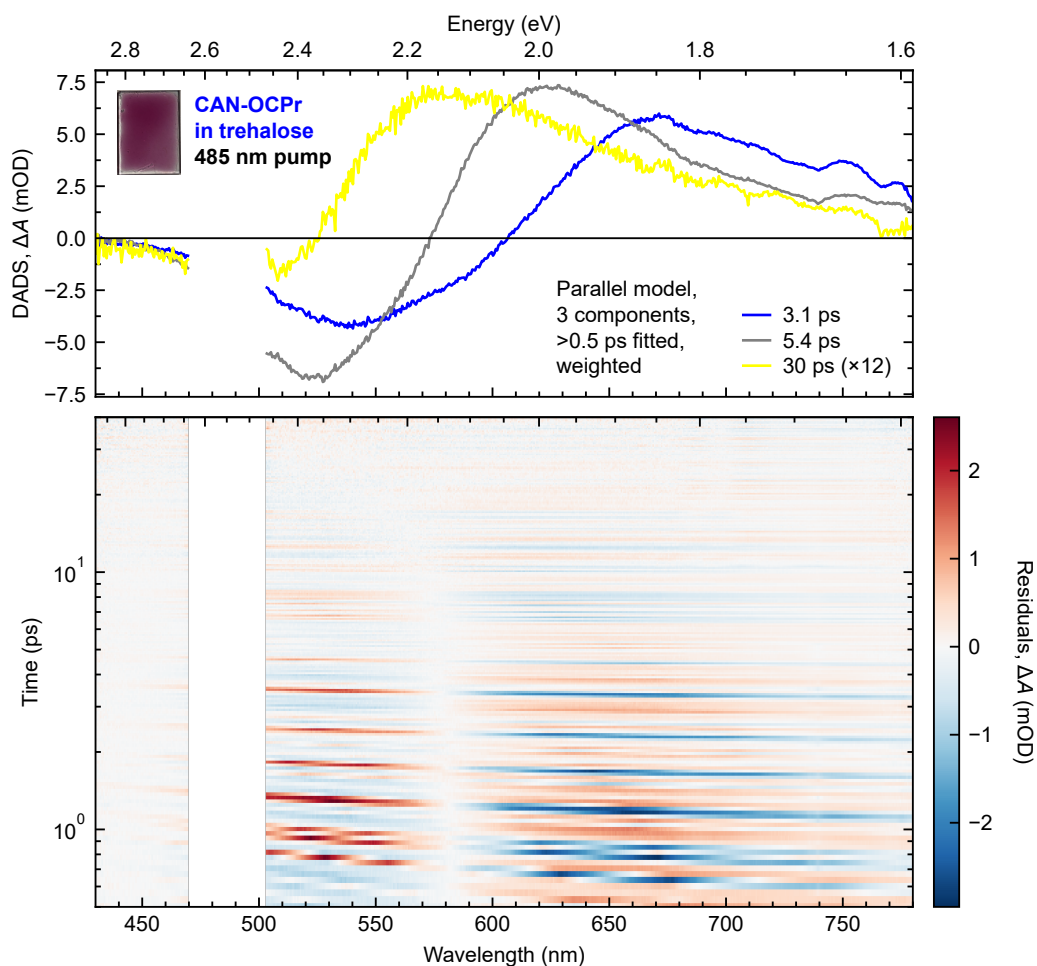 Energy (eV)
2.8 2.6 2.4 2.2 2.0 1.8 1.6
7.5
5.0
2.5
0.0
−2.5
−5.0
−7.5
DADS, ΔA (mOD)
CAN-OCPr
in trehalose
485 nm pump
Parallel model,
3 components,
>0.5 ps fitted,
weighted
3.1 ps
5.4 ps
30 ps (×12)
10¹
10⁰
Time (ps)
450 500 550 600 650 700 750
Wavelength (nm)
2
1
0
−1
−2
Residuals, ΔA (mOD)